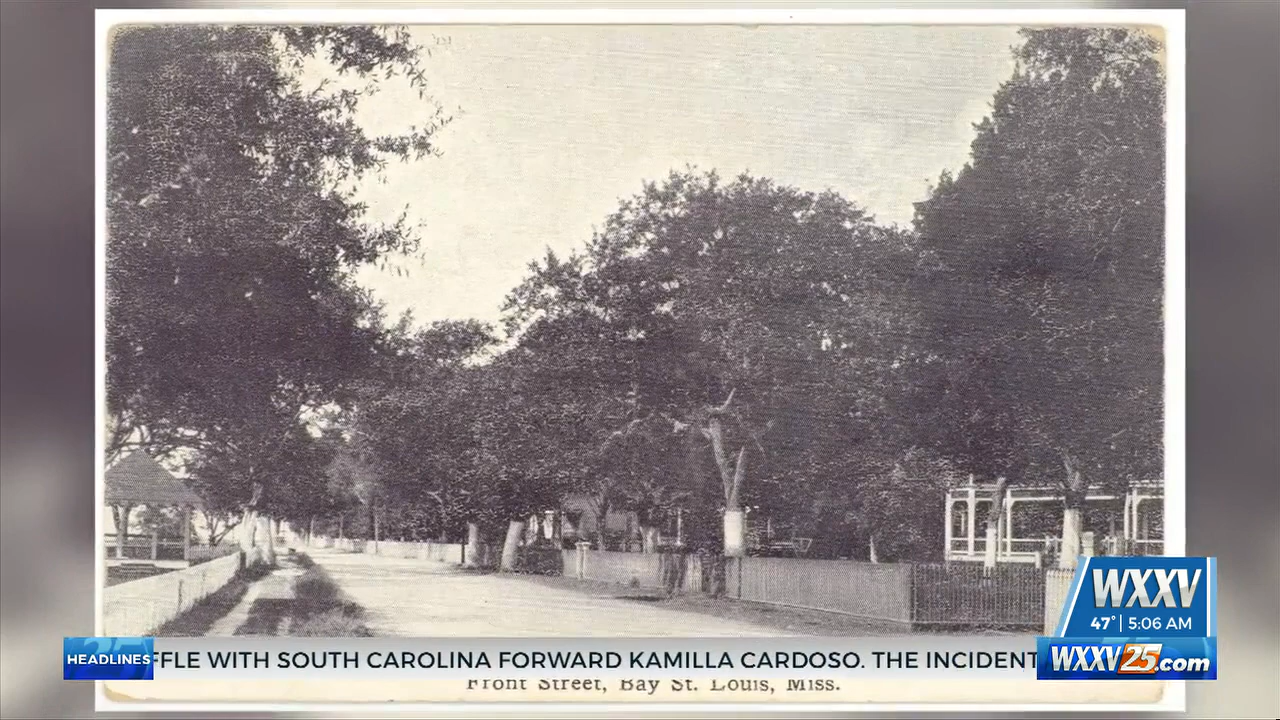 WXXV
47° | 5:06 AM
HEADLINES
FFLE WITH SOUTH CAROLINA FORWARD KAMILLA CARDOSO. THE INCIDENT
WXXV25.com
Front Street, Bay St. Louis, Miss.